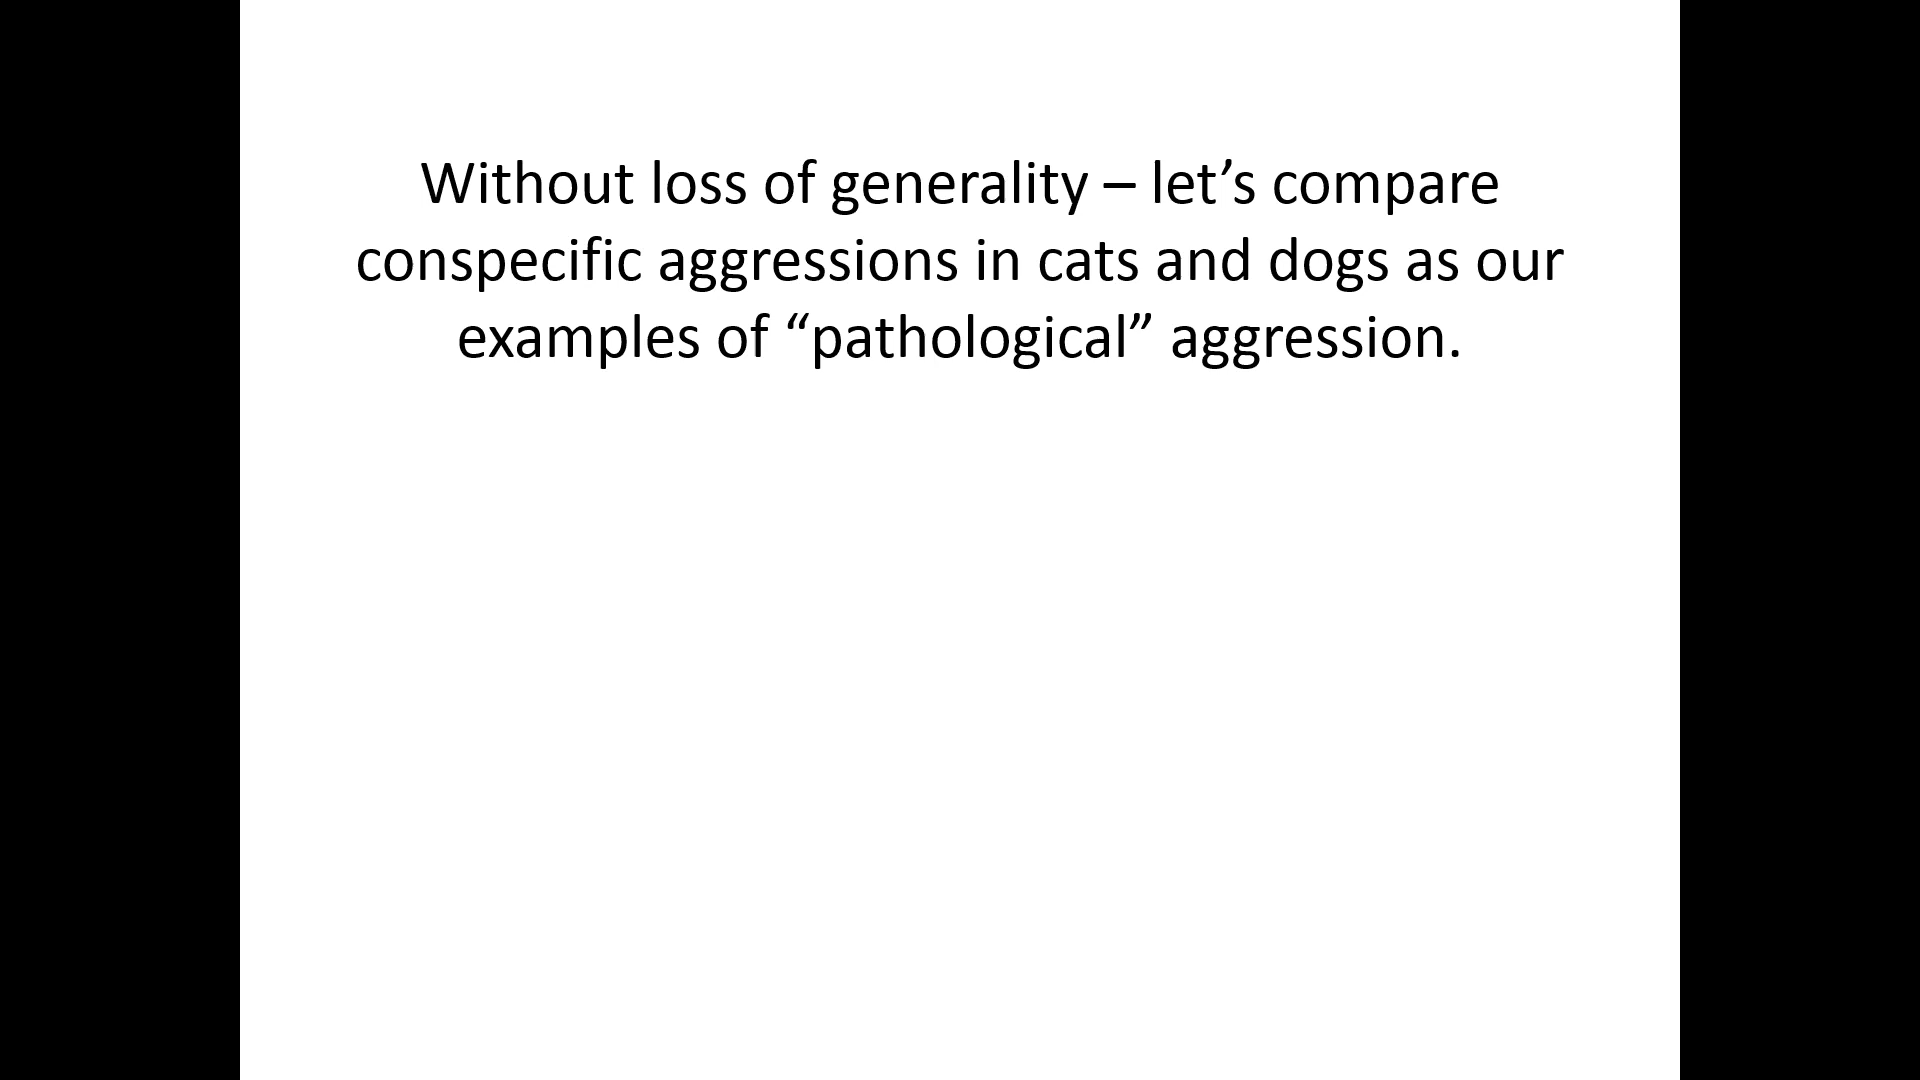 Without loss of generality – let’s compare
conspecific aggressions in cats and dogs as our
examples of “pathological” aggression.